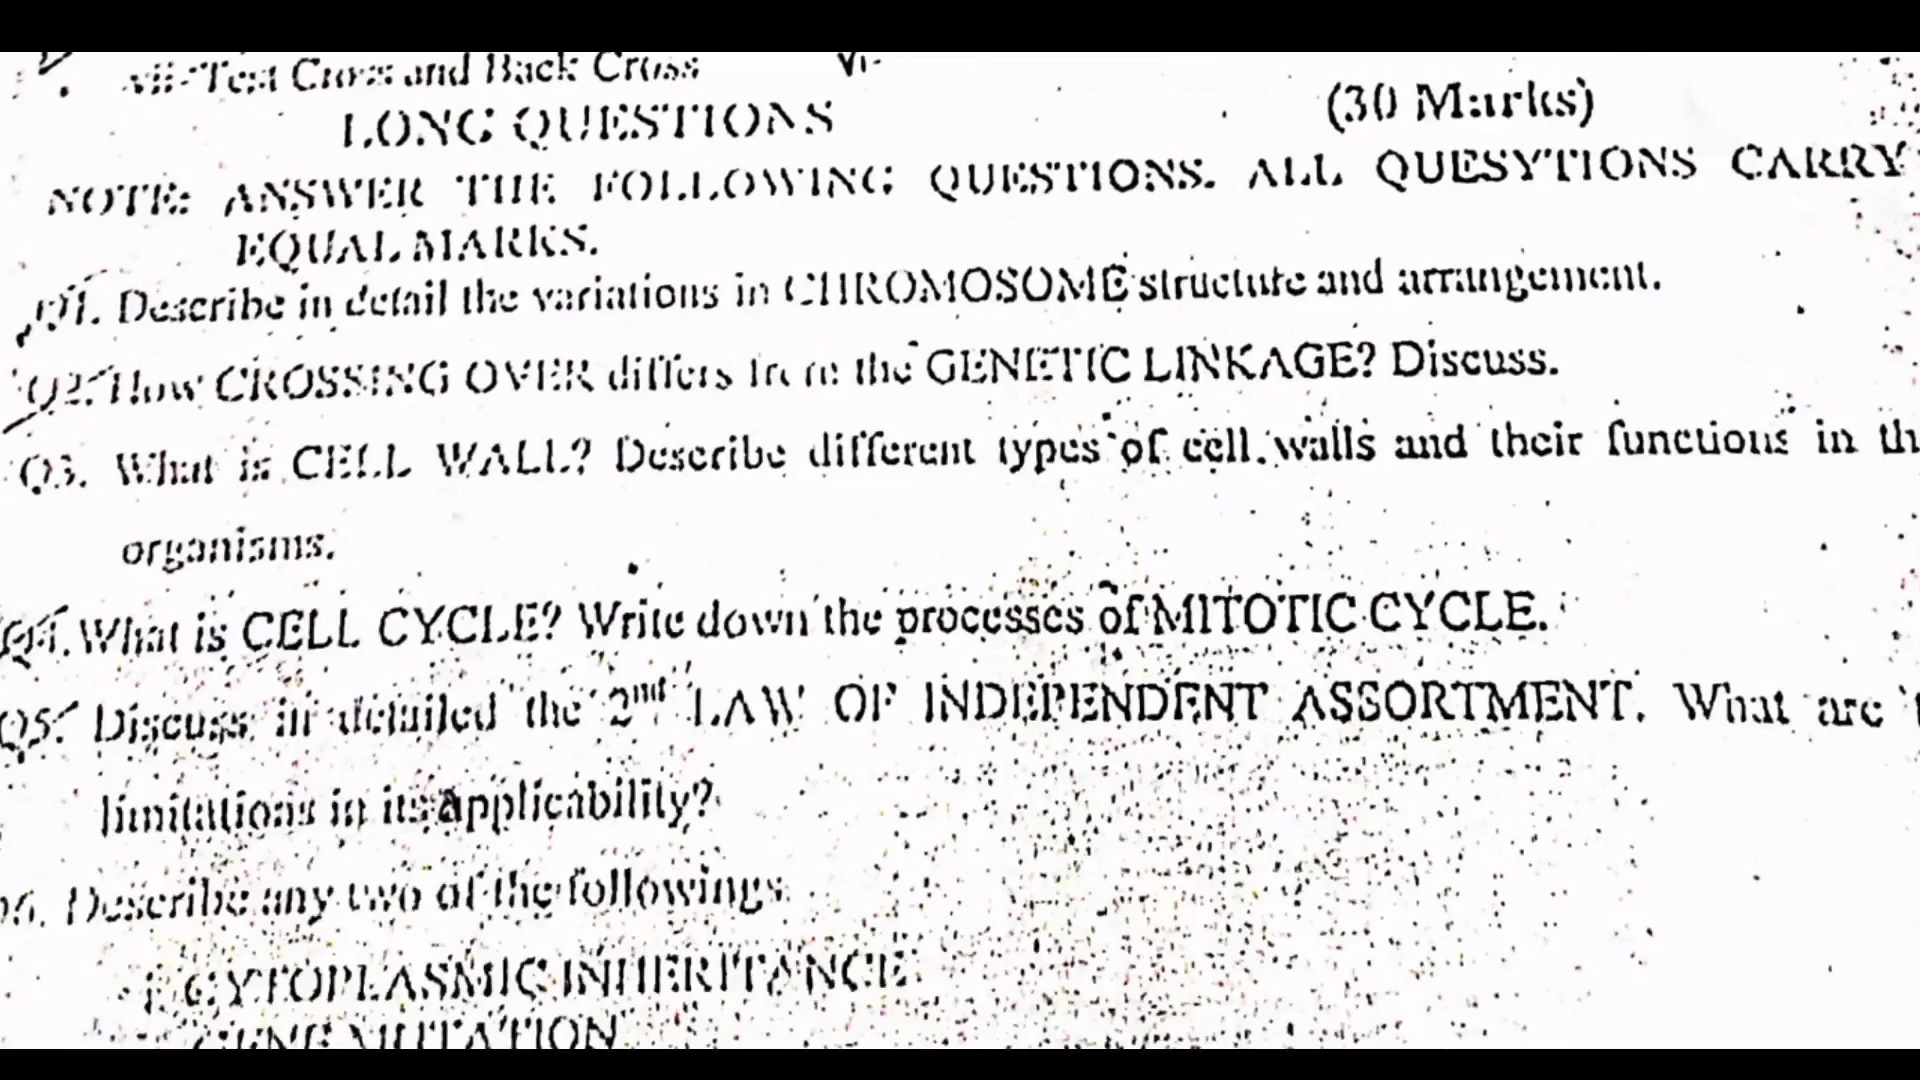 vii-Test Cross and Back Cross
LONG QUESTIONS (30 Marks)
NOTE: ANSWER THE FOLLOWING QUESTIONS. ALL QUESYTIONS CARRY
EQUAL MARKS.
Q1. Describe in detail the variations in CHROMOSOME structure and arrangement.
Q2. How CROSSING OVER differs from the GENETIC LINKAGE? Discuss.
Q3. What is CELL WALL? Describe different types of cell walls and their functions in th
organisms.
Q4. What is CELL CYCLE? Write down the processes of MITOTIC CYCLE.
Q5. Discuss in detailed the 2nd LAW OF INDEPENDENT ASSORTMENT. What are
limitations in its applicability?
6. Describe any two of the followings
i. CYTOPLASMIC INHERITANCE
GENE MUTATION